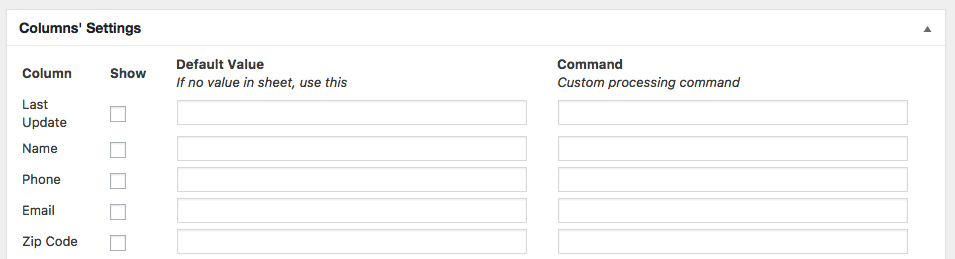 Columns' Settings
Column Show Default Value Command
If no value in sheet, use this Custom processing command
Last
Update
Name
Phone
Email
Zip Code